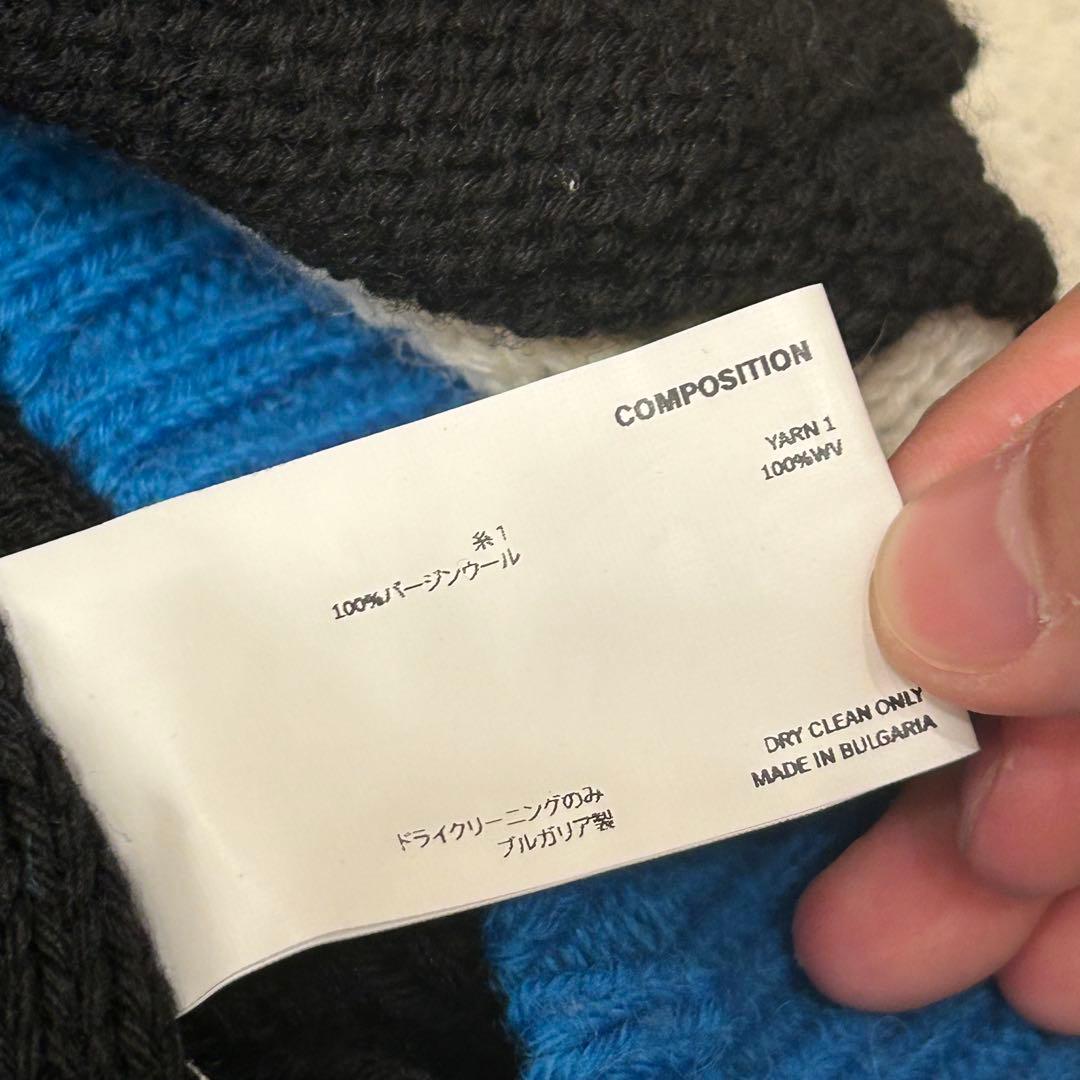 COMPOSITION
YARN 1
100%WV
糸1
100%バージンウール
DRY CLEAN ONLY
MADE IN BULGARIA
ドライクリーニングのみ
ブルガリア製